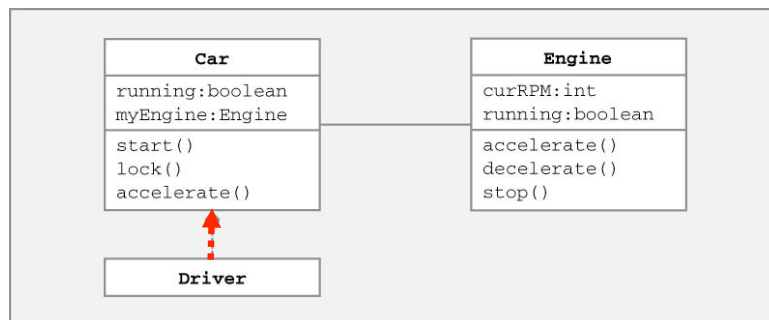 Car
running:boolean
myEngine:Engine
start()
lock()
accelerate()
Engine
curRPM:int
running:boolean
accelerate()
decelerate()
stop()
Driver